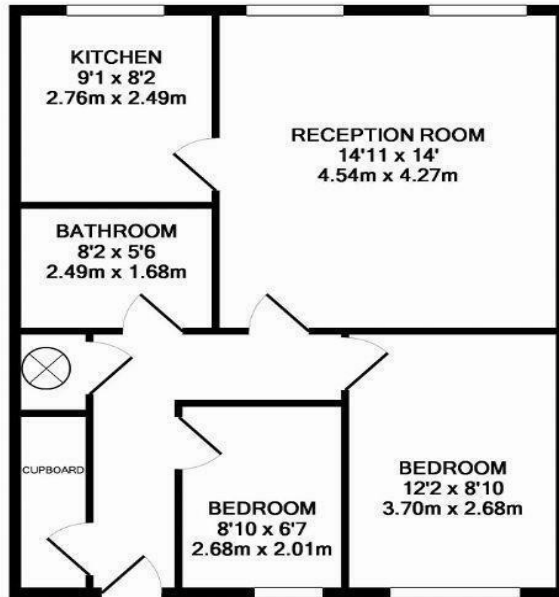 KITCHEN
9'1 x 8'2
2.76m x 2.49m
RECEPTION ROOM
14'11 x 14'
4.54m x 4.27m
BATHROOM
8'2 x 5'6
2.49m x 1.68m
CUPBOARD
BEDROOM
8'10 x 6'7
2.68m x 2.01m
BEDROOM
12'2 x 8'10
3.70m x 2.68m